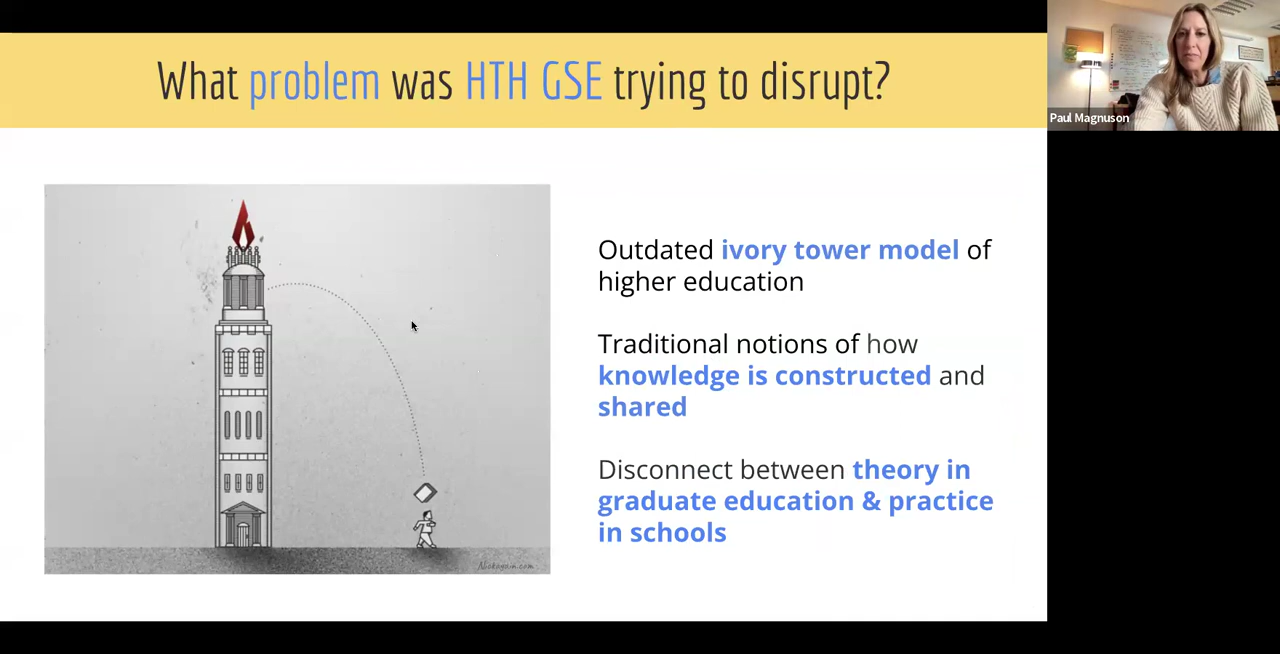 What problem was HTH GSE trying to disrupt?
Paul Magnuson
Outdated ivory tower model of
higher education
Traditional notions of how
knowledge is constructed and
shared
Disconnect between theory in
graduate education & practice
in schools